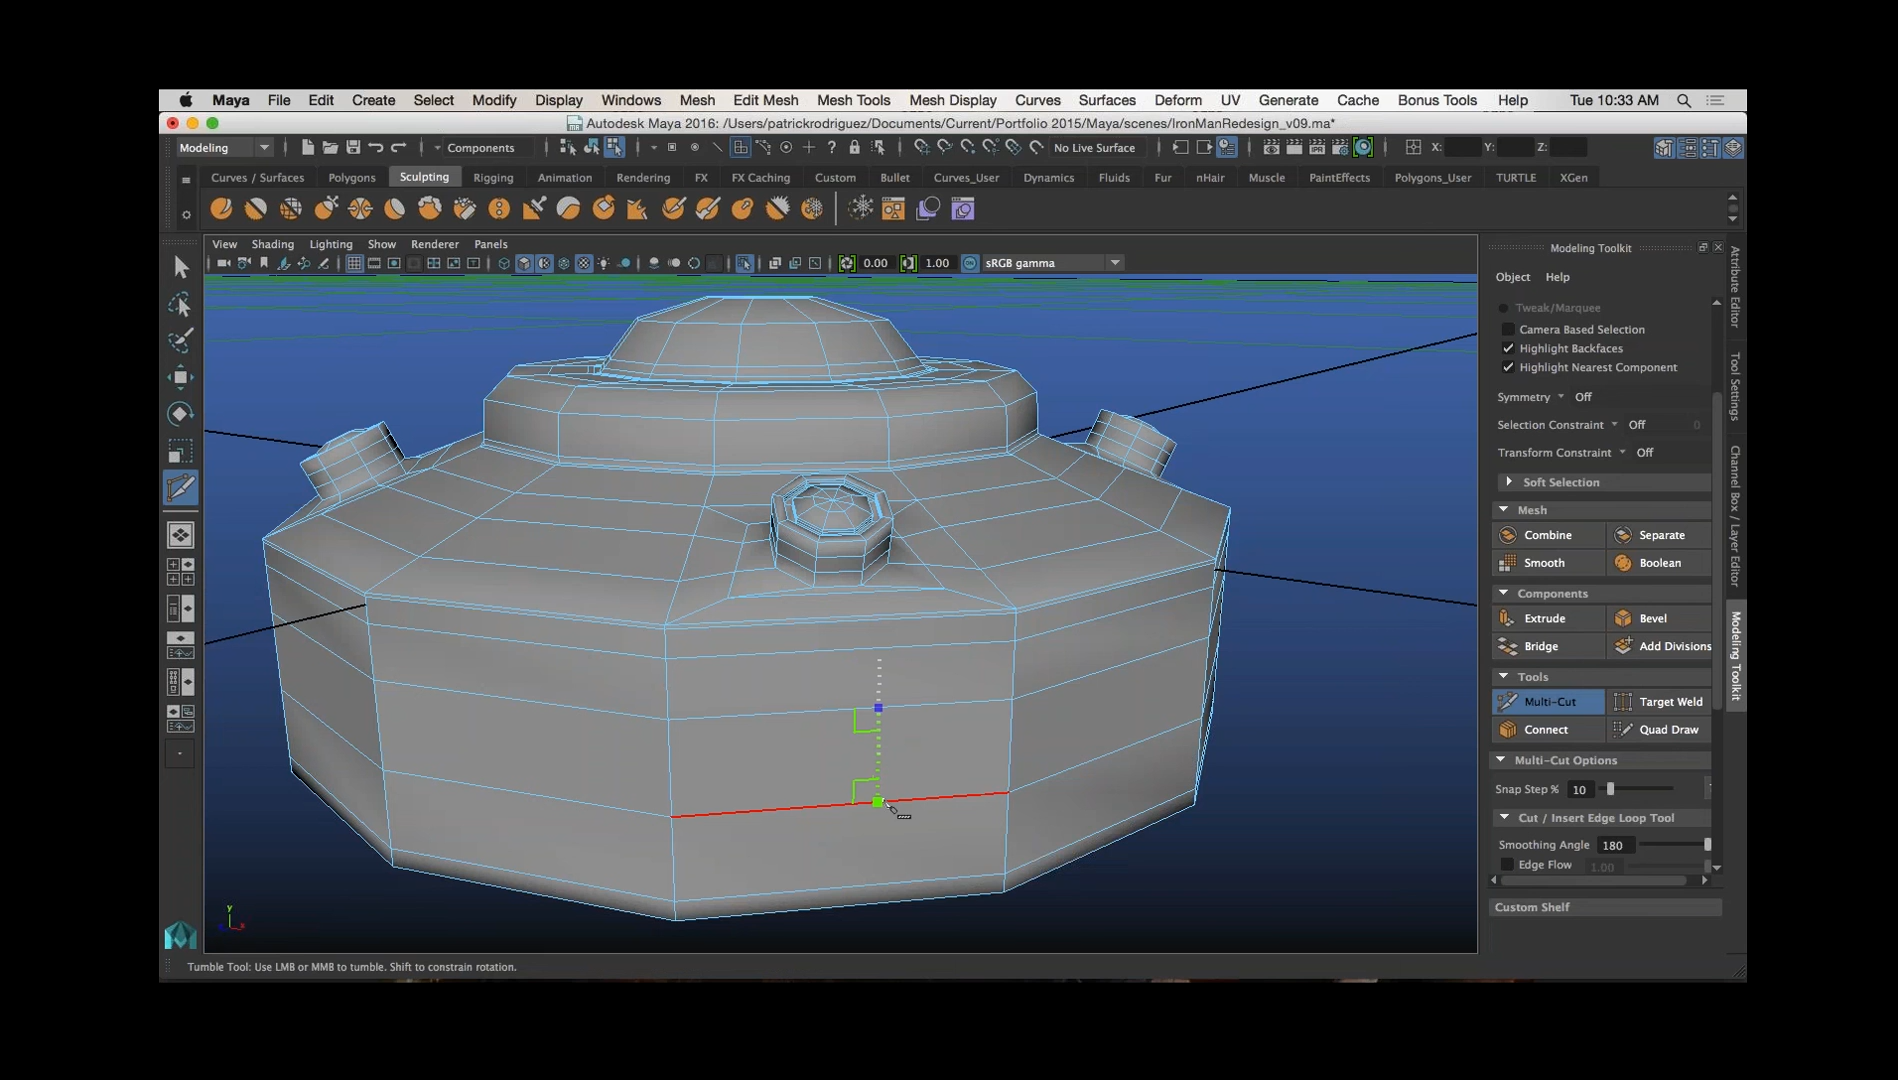 Maya File Edit Create Select Modify Display Windows Mesh Edit Mesh Mesh Tools Mesh Display Curves Surfaces Deform UV Generate Cache Bonus Tools Help Tue 10:33 AM
Autodesk Maya 2016: /Users/patrickrodriguez/Documents/Current/Portfolio 2015/Maya/scenes/IronManRedesign_v09.ma*
Modeling Components ? No Live Surface X: Y: Z:
Curves / Surfaces Polygons Sculpting Rigging Animation Rendering FX FX Caching Custom Bullet Curves_User Dynamics Fluids Fur nHair Muscle PaintEffects Polygons_User TURTLE XGen
View Shading Lighting Show Renderer Panels
0.00 1.00 sRGB gamma
Modeling Toolkit
Object Help
Tweak/Marquee
Camera Based Selection
Highlight Backfaces
Highlight Nearest Component
Symmetry Off
Selection Constraint Off 0
Transform Constraint Off
Soft Selection
Mesh
Combine Separate
Smooth Boolean
Components
Extrude Bevel
Bridge Add Divisions
Tools
Multi-Cut Target Weld
Connect Quad Draw
Multi-Cut Options
Snap Step % 10
Cut / Insert Edge Loop Tool
Smoothing Angle 180
Edge Flow 1.00
Custom Shelf
Attribute Editor
Tool Settings
Channel Box / Layer Editor
Modeling Toolkit
y
x
Tumble Tool: Use LMB or MMB to tumble. Shift to constrain rotation.